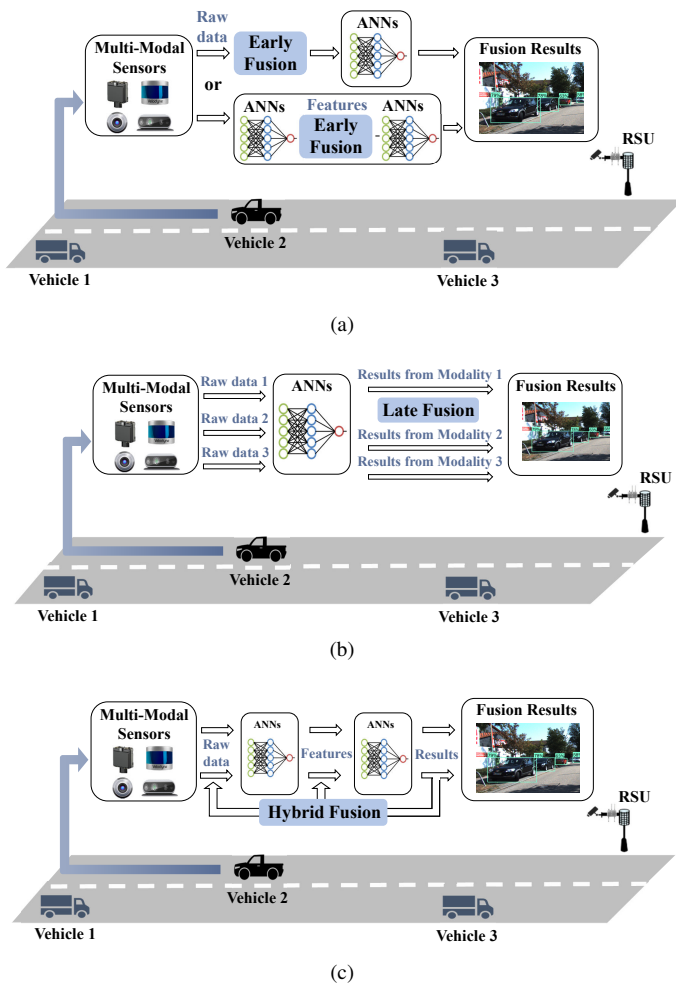 Raw
data
ANNs
Multi-Modal
Sensors
Early
Fusion
Fusion Results
or
ANNs
Features
ANNs
Early
Fusion
RSU
Vehicle 2
Vehicle 1
Vehicle 3
(a)
Multi-Modal
Sensors
Raw data 1
Raw data 2
Raw data 3
ANNs
Results from Modality 1
Late Fusion
Results from Modality 2
Results from Modality 3
Fusion Results
RSU
Vehicle 2
Vehicle 1
Vehicle 3
(b)
Multi-Modal
Sensors
Raw
data
ANNs
Features
ANNs
Results
Fusion Results
Hybrid Fusion
RSU
Vehicle 2
Vehicle 1
Vehicle 3
(c)